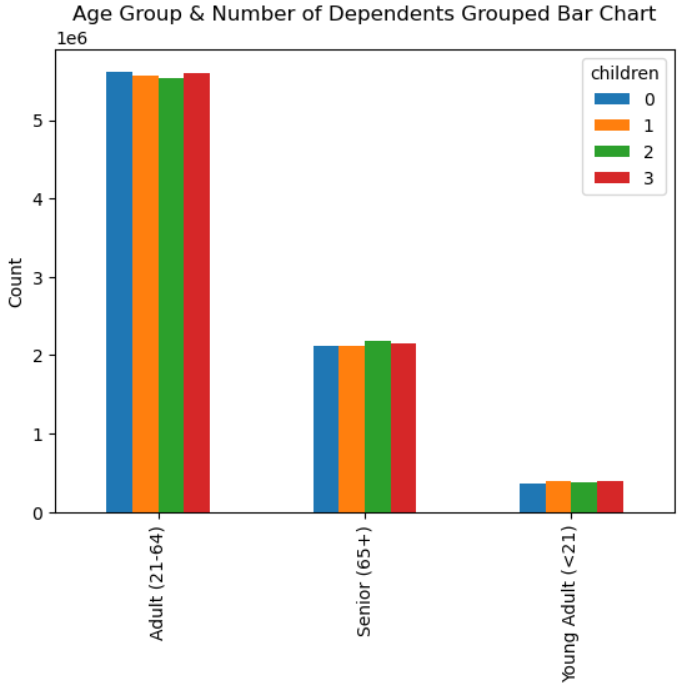 Age Group & Number of Dependents Grouped Bar Chart
1e6
children
0
1
2
3
5
4
3
2
1
0
Count
Adult (21-64)
Senior (65+)
Young Adult (<21)